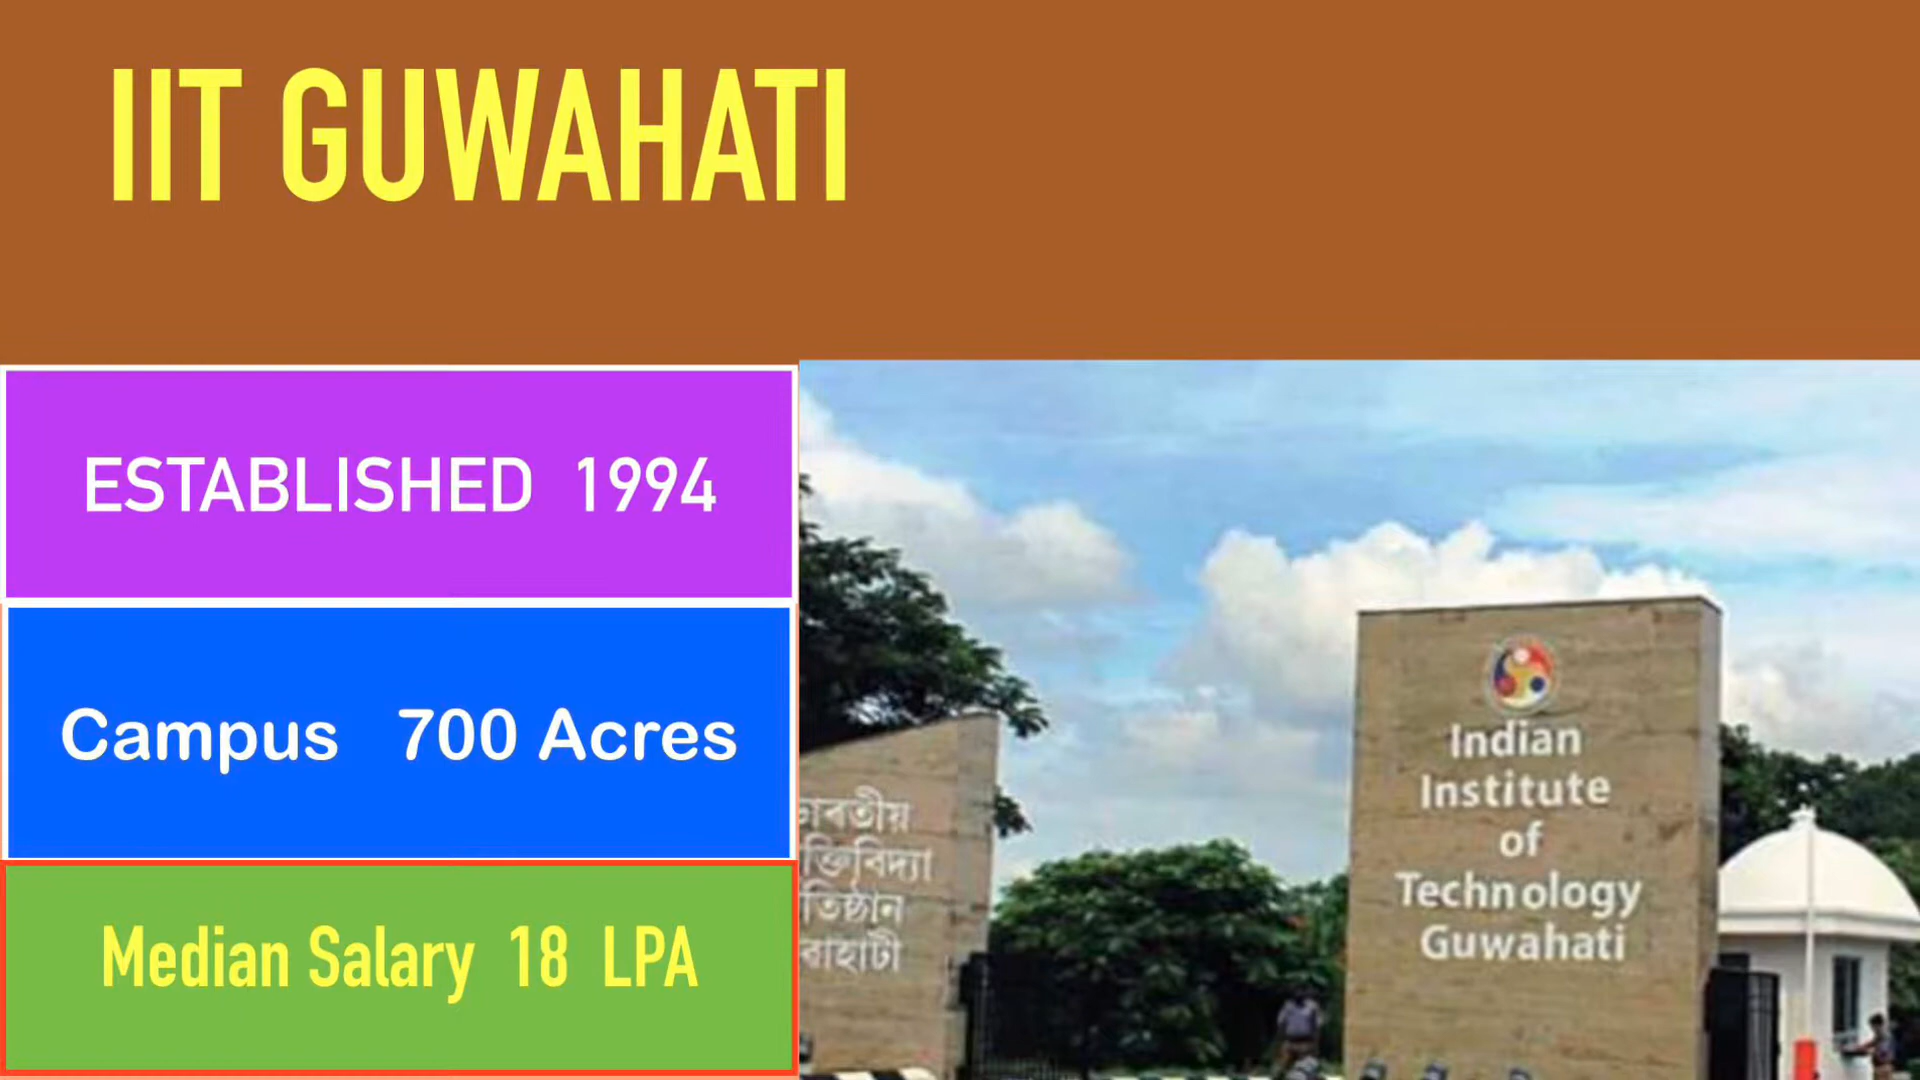 IIT GUWAHATI
ESTABLISHED 1994
Campus 700 Acres
Median Salary 18 LPA
তীয়
বিদ্যা
Indian
Institute
of
Technology
Guwahati